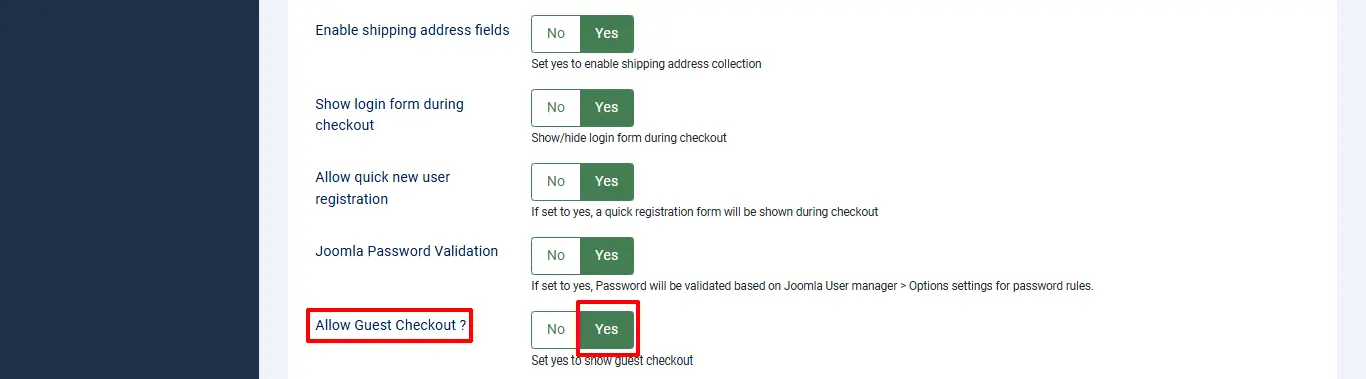 Enable shipping address fields
No Yes
Set yes to enable shipping address collection
Show login form during
checkout
No Yes
Show/hide login form during checkout
Allow quick new user
registration
No Yes
If set to yes, a quick registration form will be shown during checkout
Joomla Password Validation
No Yes
If set to yes, Password will be validated based on Joomla User manager > Options settings for password rules.
Allow Guest Checkout ?
No Yes
Set yes to show guest checkout